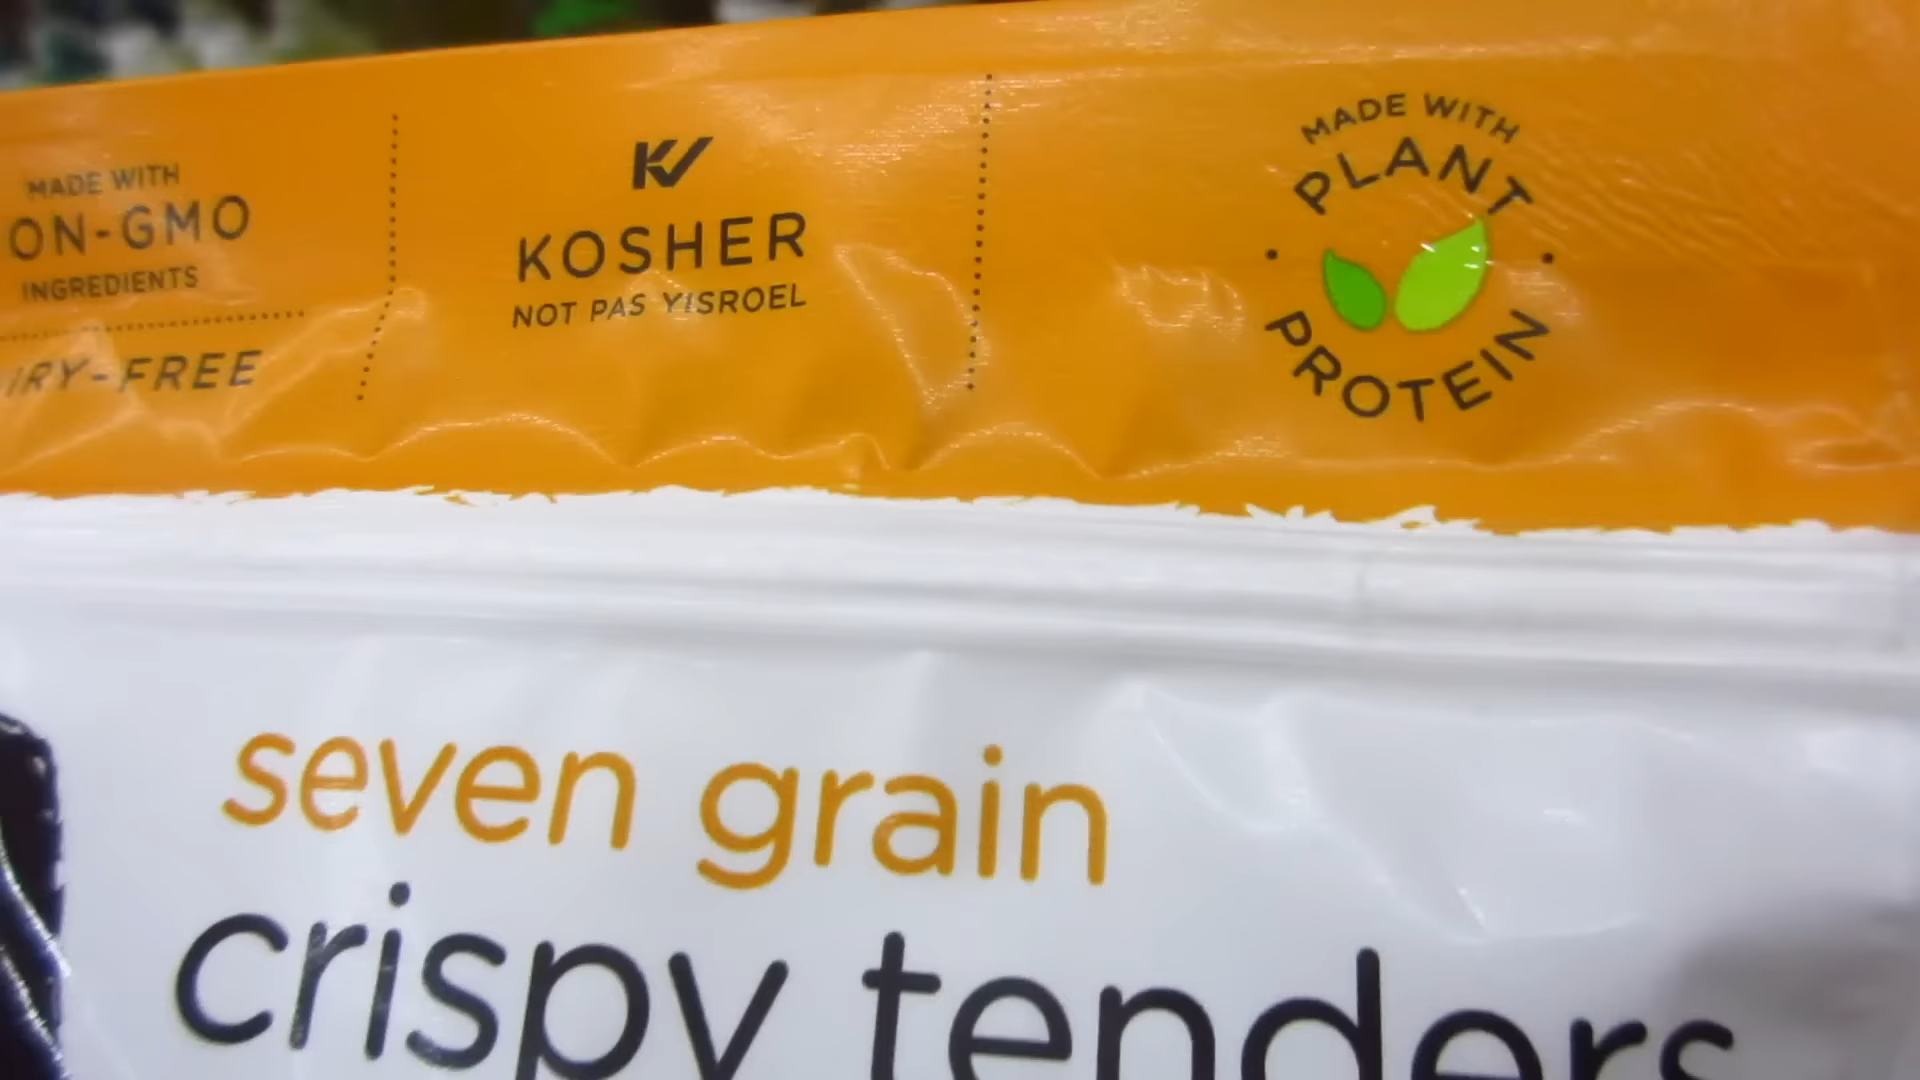 MADE WITH
ON-GMO
INGREDIENTS
IRY-FREE
KV
KOSHER
NOT PAS YISROEL
MADE WITH
PLANT
PROTEIN
seven grain
crispy tenders